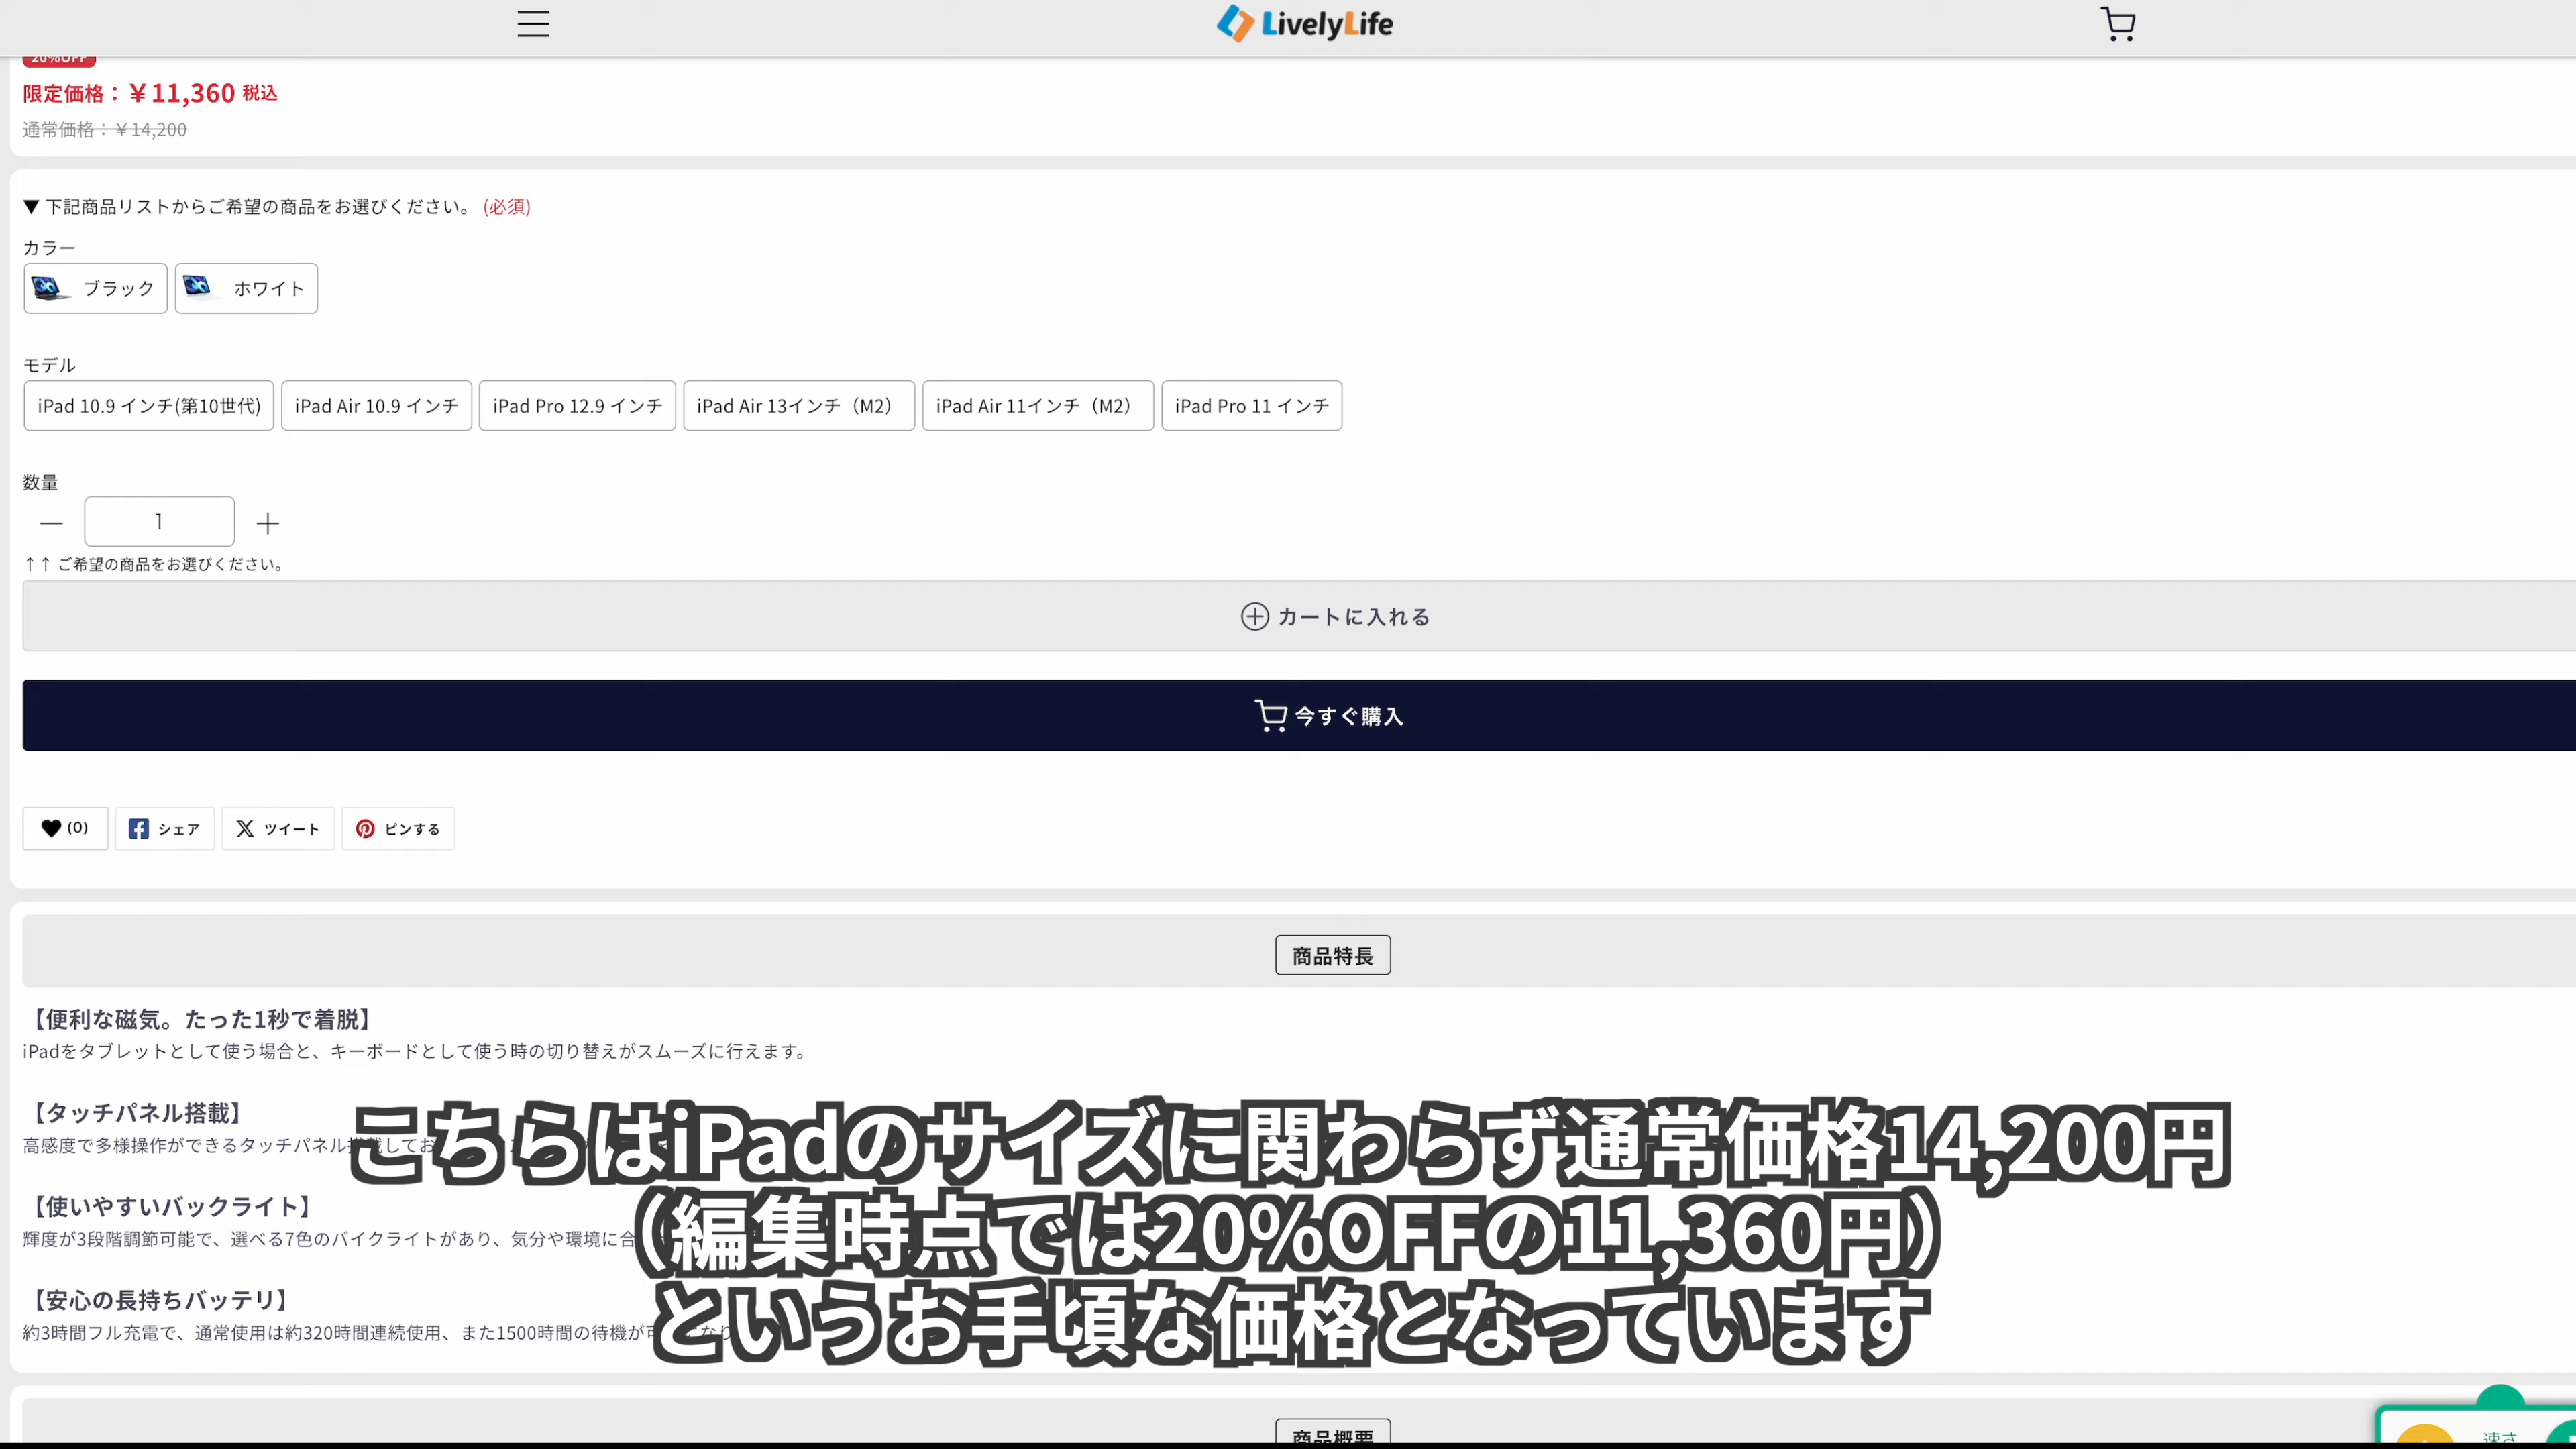 LivelyLife
20%OFF
限定価格：￥11,360 税込
通常価格：￥14,200
▼ 下記商品リストからご希望の商品をお選びください。 (必須)
カラー
ブラック
ホワイト
モデル
iPad 10.9 インチ(第10世代)
iPad Air 10.9 インチ
iPad Pro 12.9 インチ
iPad Air 13インチ（M2）
iPad Air 11インチ（M2）
iPad Pro 11 インチ
数量
1
↑↑ ご希望の商品をお選びください。
カートに入れる
今すぐ購入
(0)
シェア
ツイート
ピンする
商品特長
【便利な磁気。たった1秒で着脱】
iPadをタブレットとして使う場合と、キーボードとして使う時の切り替えがスムーズに行えます。
【タッチパネル搭載】
高感度で多様操作ができるタッチパネル搭載してお
【使いやすいバックライト】
輝度が3段階調節可能で、選べる7色のバイクライトがあり、気分や環境に合
【安心の長持ちバッテリ】
約3時間フル充電で、通常使用は約320時間連続使用、また1500時間の待機が可
こちらはiPadのサイズに関わらず通常価格14,200円
（編集時点では20%OFFの11,360円）
というお手頃な価格となっています
商品概要
速さ